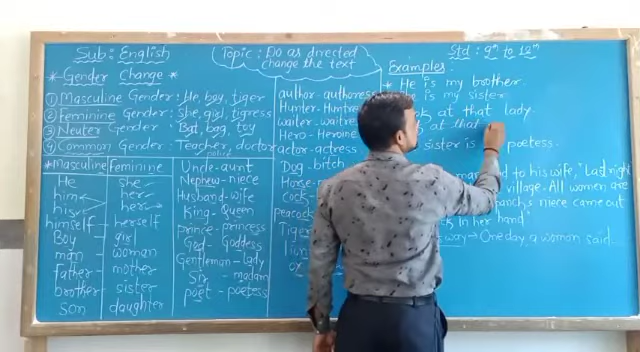 Sub: English
Topic: Do as directed
change the text
Std: 9th to 12th
* Gender Change *
① Masculine Gender: He, boy, tiger
② Feminine Gender: She, girl, tigress
③ Neuter Gender: Bat, bag, toy
④ Common Gender: Teacher, doctor
police
Masculine Feminine
He - she
him - her
his - her
himself - herself
Boy - girl
man - woman
father - mother
brother - sister
son - daughter
Uncle - aunt
Nephew - niece
Husband - wife
King - Queen
prince - princess
God - Goddess
Gentleman - Lady
Sir - madam
poet - poetess
author - authoress
Hunter - Huntre
waiter - waitre
Hero - Heroine
actor - actress
Dog - bitch
Horse
cock
peacock
Tiger
Lion
ox
Examples:
* He is my brother.
is my sister
at that lady.
at that
sister is poetess.
to his wife, "Last night
village. All women are
niece came out
in her hand"
way → One day, a woman said